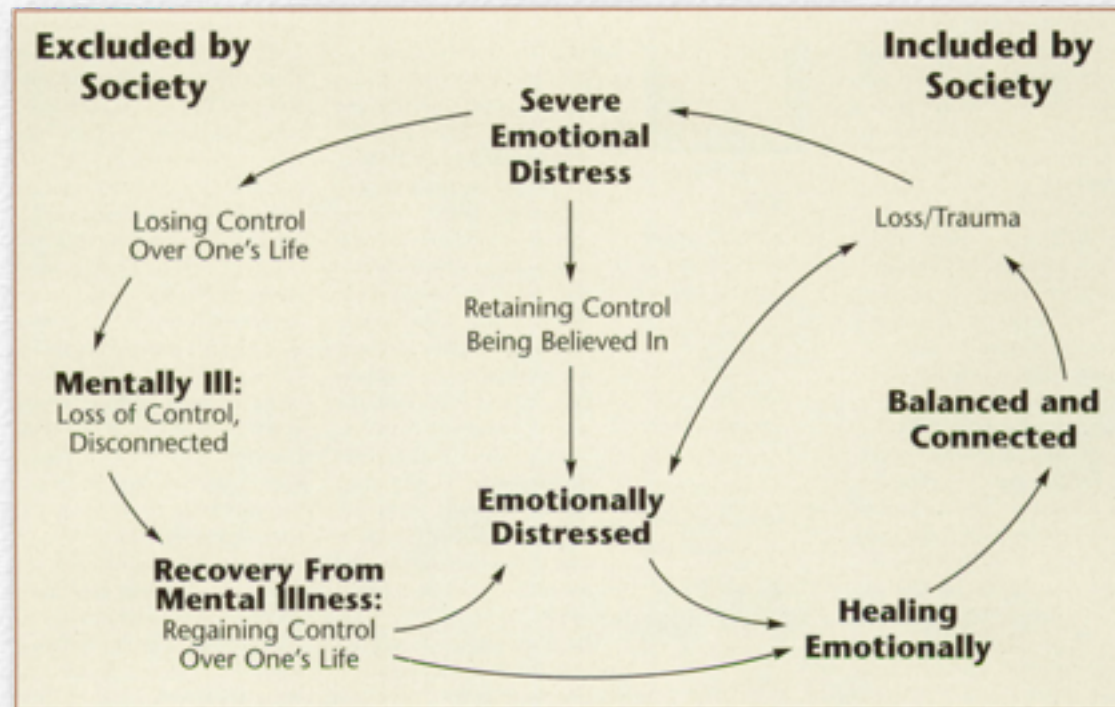 Excluded by
Society
Included by
Society
Severe
Emotional
Distress
Losing Control
Over One's Life
Loss/Trauma
Retaining Control
Being Believed In
Mentally Ill:
Loss of Control,
Disconnected
Balanced and
Connected
Emotionally
Distressed
Recovery From
Mental Illness:
Regaining Control
Over One's Life
Healing
Emotionally